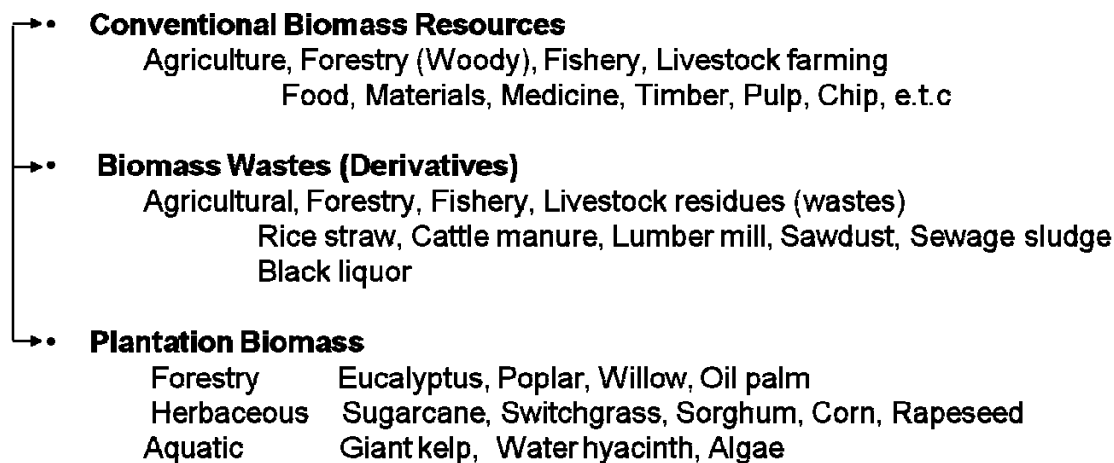 • Conventional Biomass Resources
Agriculture, Forestry (Woody), Fishery, Livestock farming
Food, Materials, Medicine, Timber, Pulp, Chip, e.t.c
• Biomass Wastes (Derivatives)
Agricultural, Forestry, Fishery, Livestock residues (wastes)
Rice straw, Cattle manure, Lumber mill, Sawdust, Sewage sludge
Black liquor
• Plantation Biomass
Forestry Eucalyptus, Poplar, Willow, Oil palm
Herbaceous Sugarcane, Switchgrass, Sorghum, Corn, Rapeseed
Aquatic Giant kelp, Water hyacinth, Algae